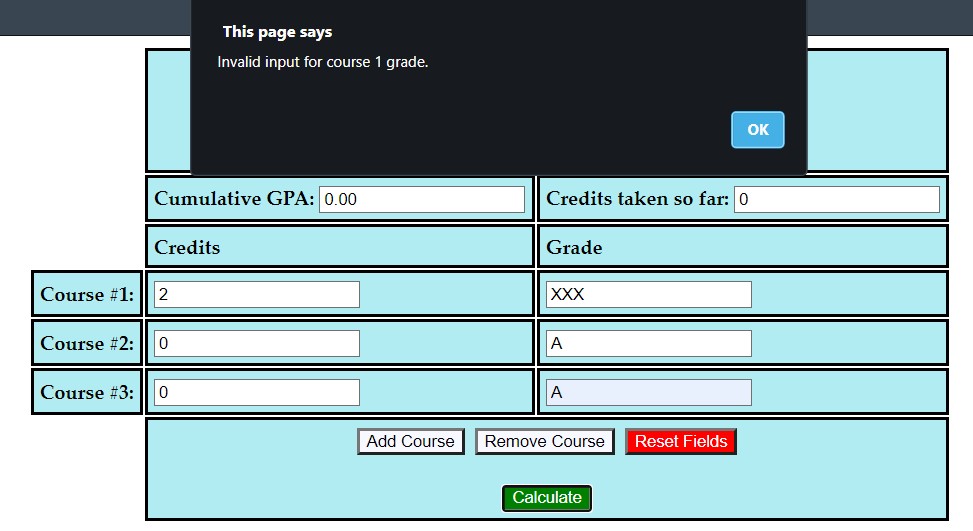 This page says
Invalid input for course 1 grade.
OK
Cumulative GPA: 0.00 Credits taken so far: 0
Credits Grade
Course #1: 2 XXX
Course #2: 0 A
Course #3: 0 A
Add Course Remove Course Reset Fields
Calculate